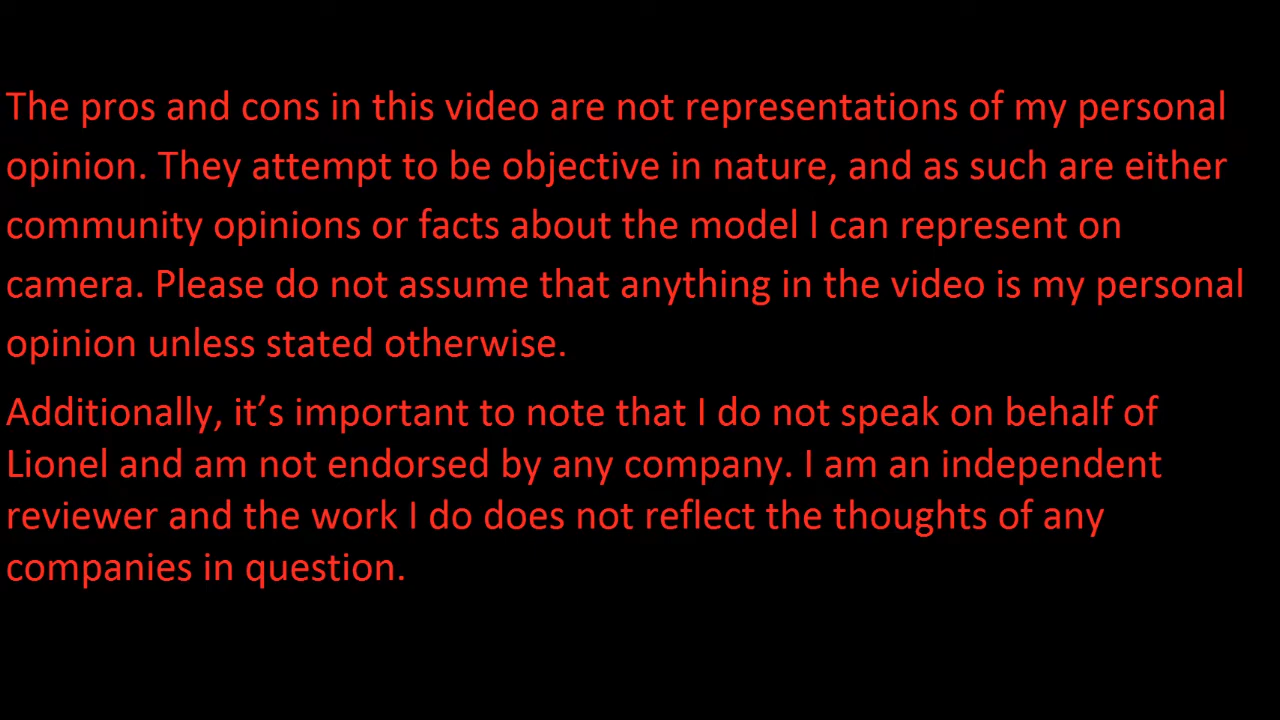 The pros and cons in this video are not representations of my personal
opinion. They attempt to be objective in nature, and as such are either
community opinions or facts about the model I can represent on
camera. Please do not assume that anything in the video is my personal
opinion unless stated otherwise.
Additionally, it’s important to note that I do not speak on behalf of
Lionel and am not endorsed by any company. I am an independent
reviewer and the work I do does not reflect the thoughts of any
companies in question.